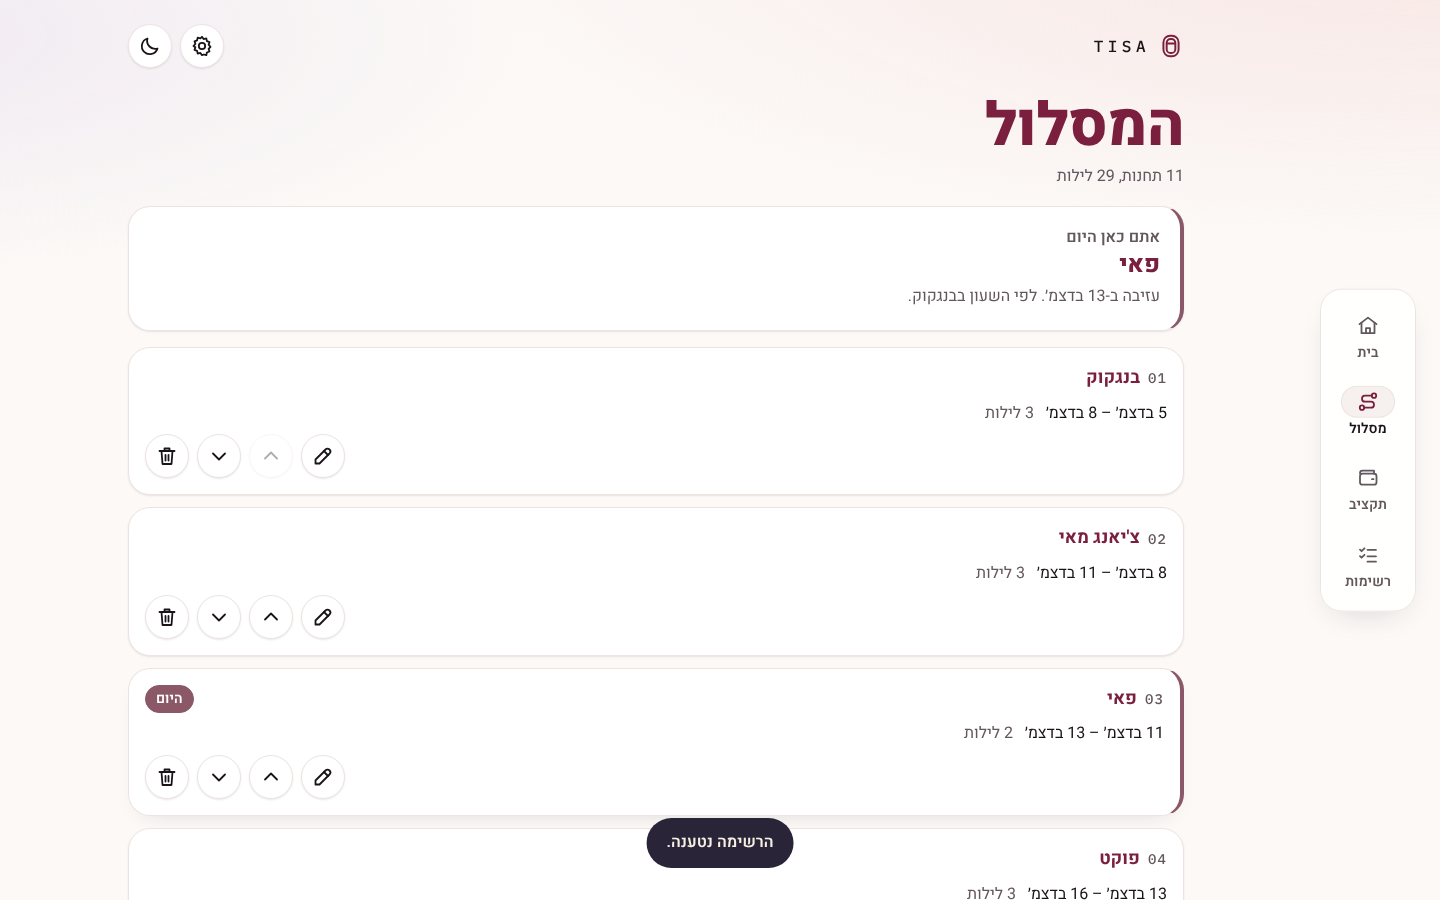 TISA
המסלול
11 תחנות, 29 לילות
אתם כאן היום
פאי
עזיבה ב-13 בדצמ׳. לפי השעון בבנגקוק.
01 בנגקוק
5 בדצמ׳ – 8 בדצמ׳ 3 לילות
02 צ'יאנג מאי
8 בדצמ׳ – 11 בדצמ׳ 3 לילות
03 פאי
היום
11 בדצמ׳ – 13 בדצמ׳ 2 לילות
04 פוקט
13 בדצמ׳ – 16 בדצמ׳ 3 לילות
הרשימה נטענה.
בית
מסלול
תקציב
רשימות